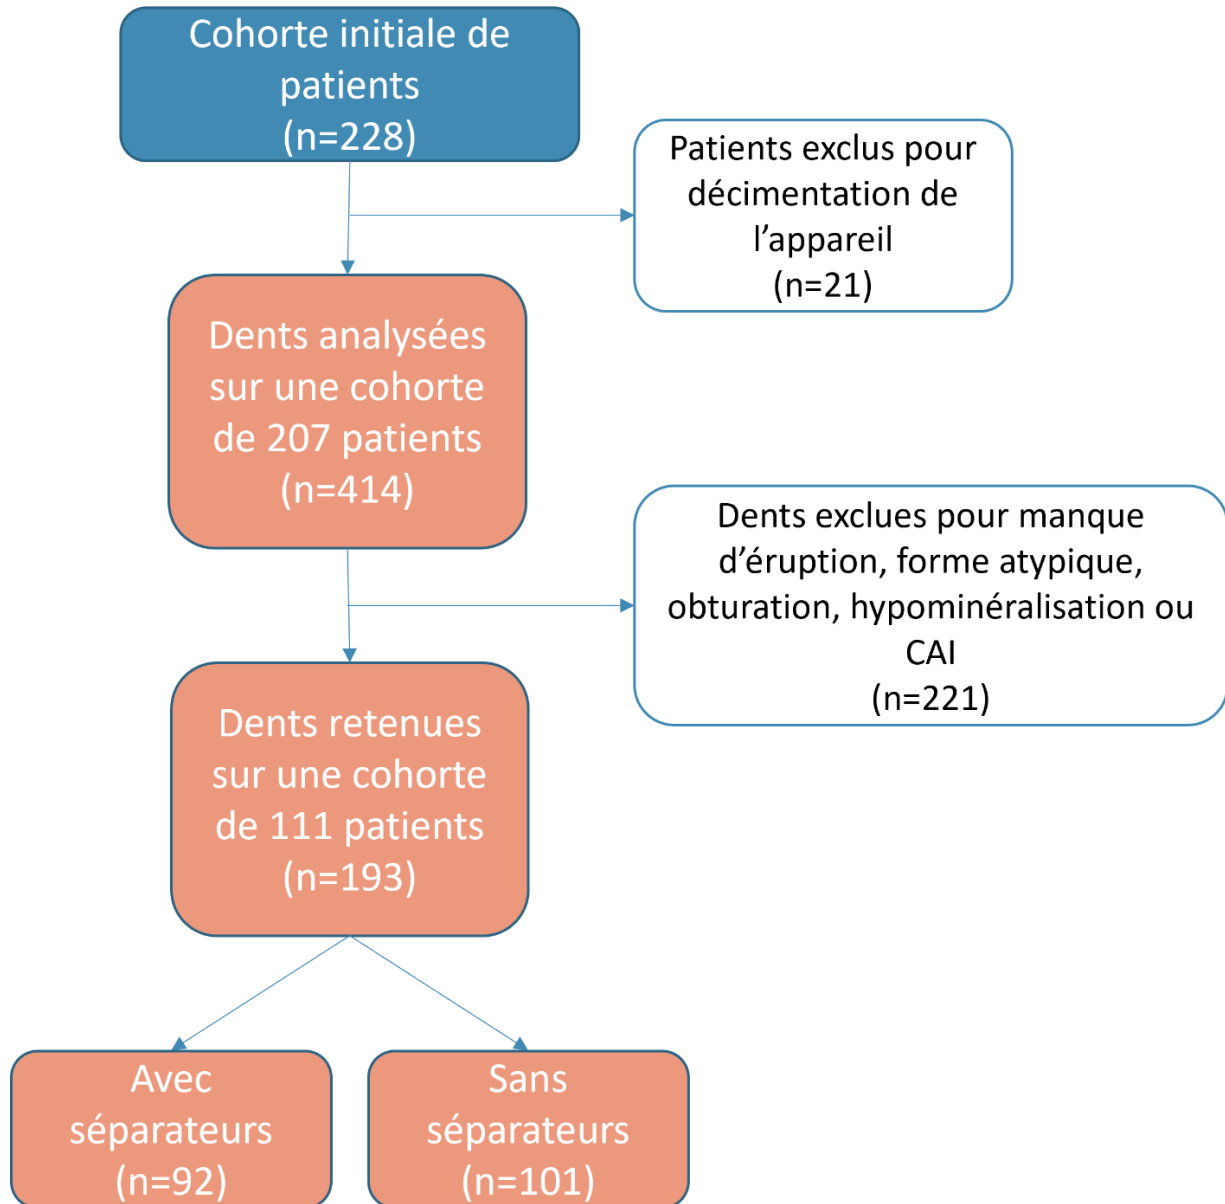 Cohorte initiale de
patients
(n=228)
Patients exclus pour
décimentation de
l'appareil
(n=21)
Dents analysées
sur une cohorte
de 207 patients
(n=414)
Dents exclues pour manque
d'éruption, forme atypique,
obturation, hypominéralisation ou
CAI
(n=221)
Dents retenues
sur une cohorte
de 111 patients
(n=193)
Avec
séparateurs
(n=92)
Sans
séparateurs
(n=101)